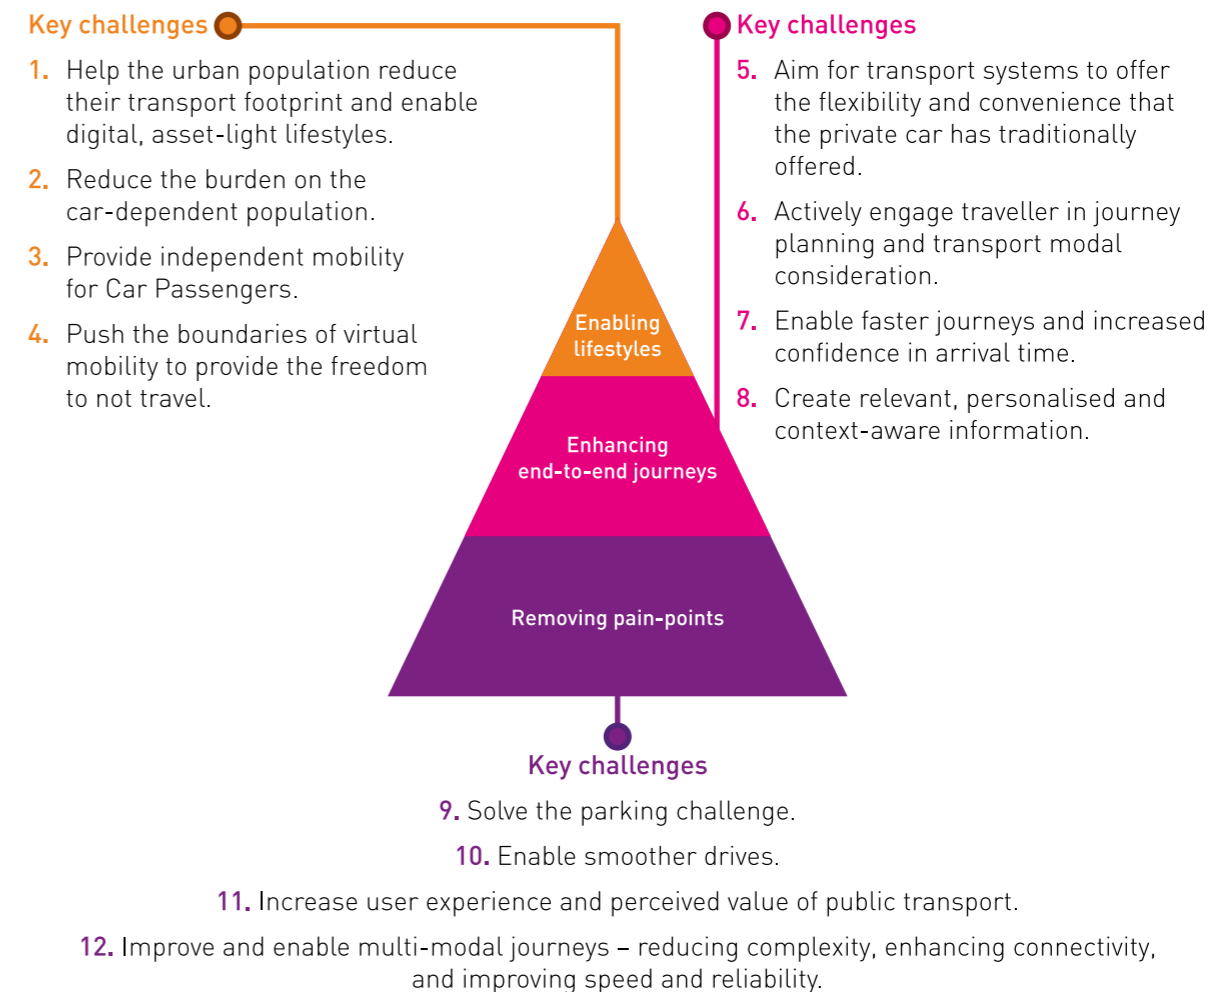 Key challenges
1. Help the urban population reduce
their transport footprint and enable
digital, asset-light lifestyles.
2. Reduce the burden on the
car-dependent population.
3. Provide independent mobility
for Car Passengers.
4. Push the boundaries of virtual
mobility to provide the freedom
to not travel.
Key challenges
5. Aim for transport systems to offer
the flexibility and convenience that
the private car has traditionally
offered.
6. Actively engage traveller in journey
planning and transport modal
consideration.
7. Enable faster journeys and increased
confidence in arrival time.
8. Create relevant, personalised and
context-aware information.
Enabling
lifestyles
Enhancing
end-to-end journeys
Removing pain-points
Key challenges
9. Solve the parking challenge.
10. Enable smoother drives.
11. Increase user experience and perceived value of public transport.
12. Improve and enable multi-modal journeys – reducing complexity, enhancing connectivity,
and improving speed and reliability.